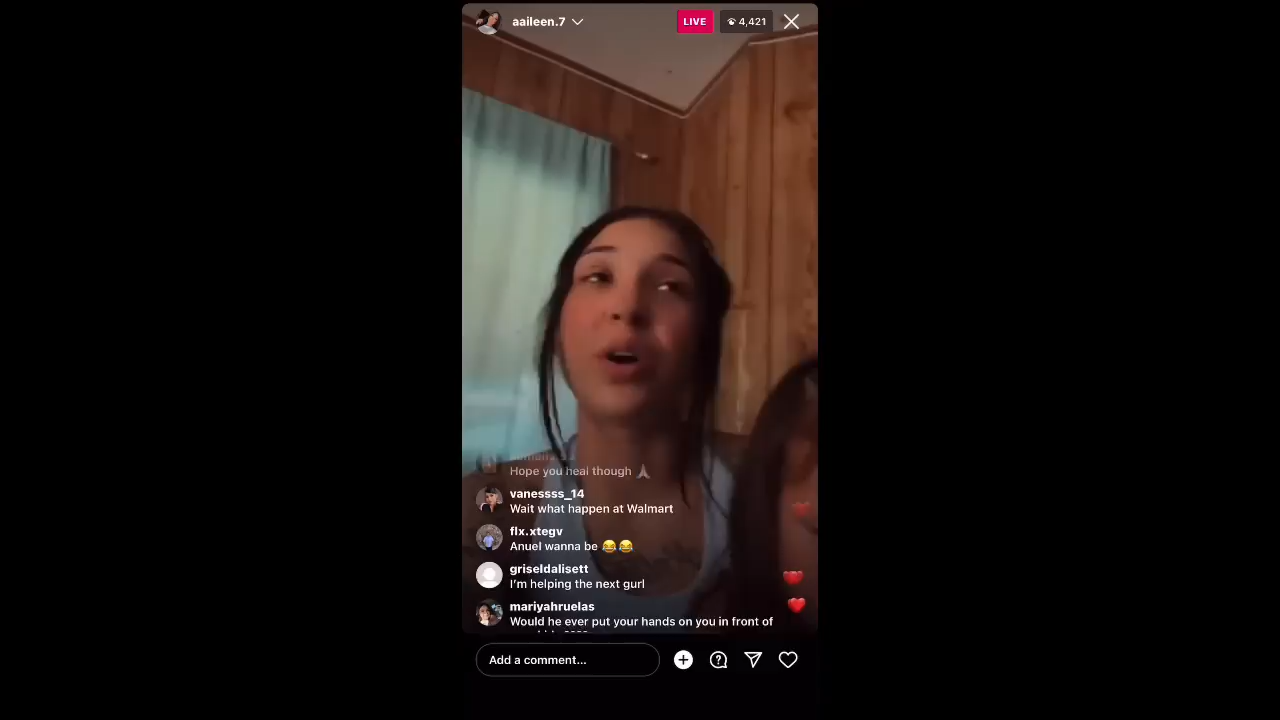 aaileen.7
LIVE
4,421
Hope you heal though 🙏
vanessss_14
Wait what happen at Walmart
flx.xtegv
Anuel wanna be 😂😂
griseldalisett
I'm helping the next gurl
mariyahruelas
Would he ever put your hands on you in front of
Add a comment...